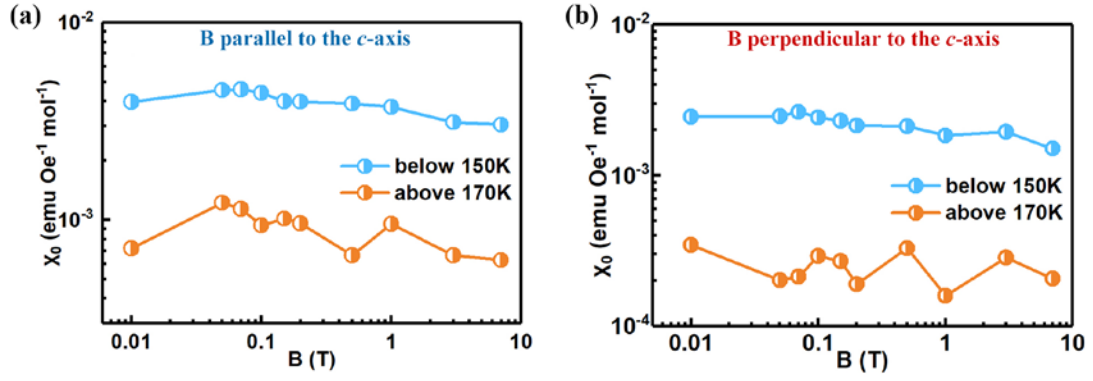 (a)
B parallel to the c-axis
10⁻²
10⁻³
X₀ (emu Oe⁻¹ mol⁻¹)
below 150K
above 170K
0.01 0.1 1 10
B (T)
(b)
B perpendicular to the c-axis
10⁻²
10⁻³
10⁻⁴
X₀ (emu Oe⁻¹ mol⁻¹)
below 150K
above 170K
0.01 0.1 1 10
B (T)